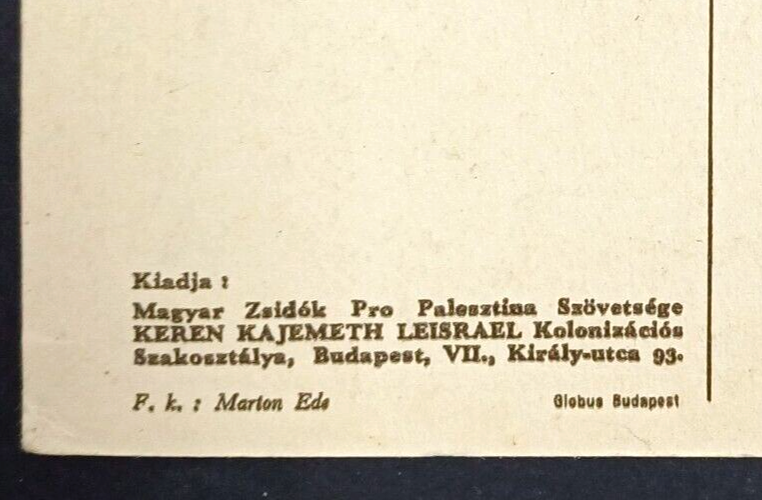 Kiadja :
Magyar Zsidók Pro Palesztina Szövetsége
KEREN KAJEMETH LEISRAEL Kolonizációs
Szakosztálya, Budapest, VII., Király-utca 93.
F. k. : Marton Ede
Globus Budapest